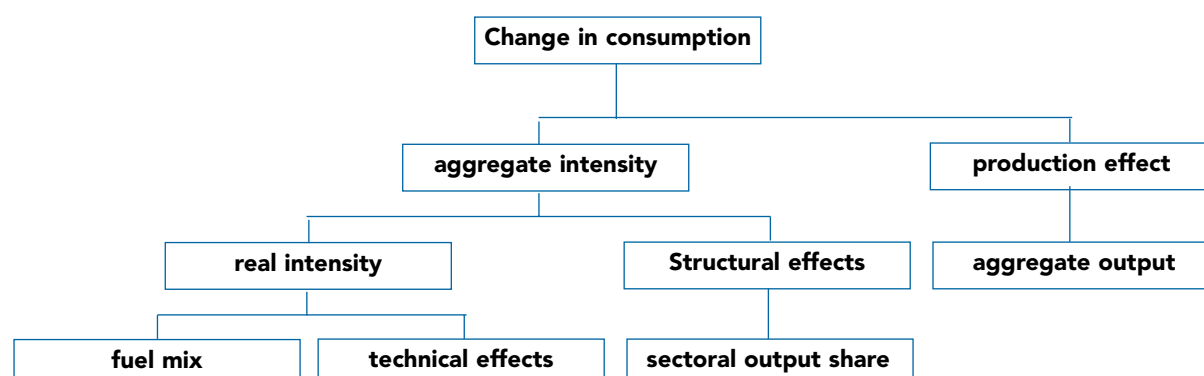 Change in consumption
aggregate intensity
production effect
real intensity
Structural effects
aggregate output
fuel mix
technical effects
sectoral output share